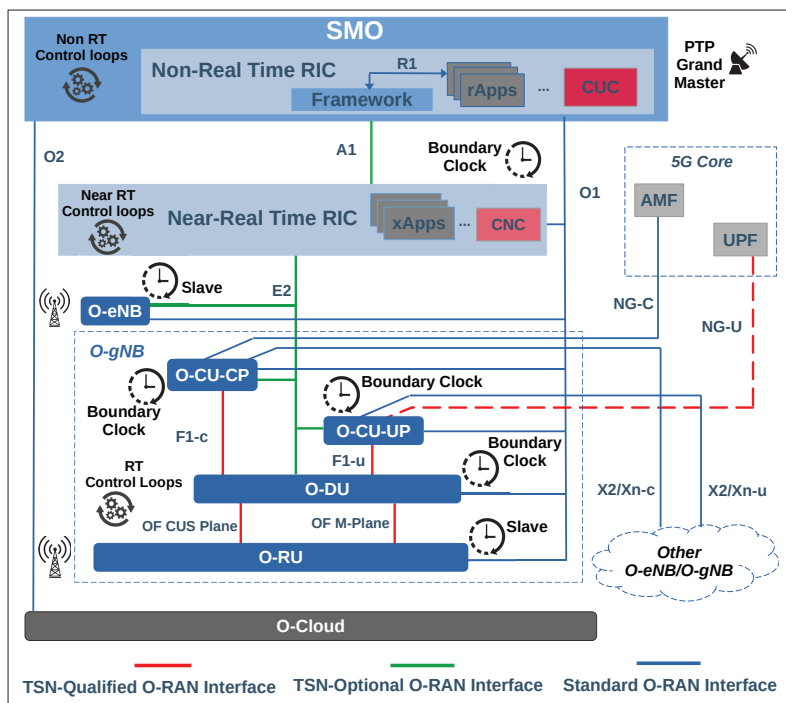 SMO
Non RT
Control loops
Non-Real Time RIC
R1
Framework
rApps
...
CUC
PTP
Grand
Master
O2
A1
Boundary
Clock
O1
5G Core
AMF
UPF
Near RT
Control loops
Near-Real Time RIC
xApps
...
CNC
Slave
E2
O-eNB
NG-C
NG-U
O-gNB
O-CU-CP
Boundary Clock
Boundary
Clock
O-CU-UP
F1-c
F1-u
Boundary
Clock
RT
Control Loops
O-DU
X2/Xn-c
X2/Xn-u
OF CUS Plane
OF M-Plane
Slave
O-RU
Other
O-eNB/O-gNB
O-Cloud
TSN-Qualified O-RAN Interface
TSN-Optional O-RAN Interface
Standard O-RAN Interface